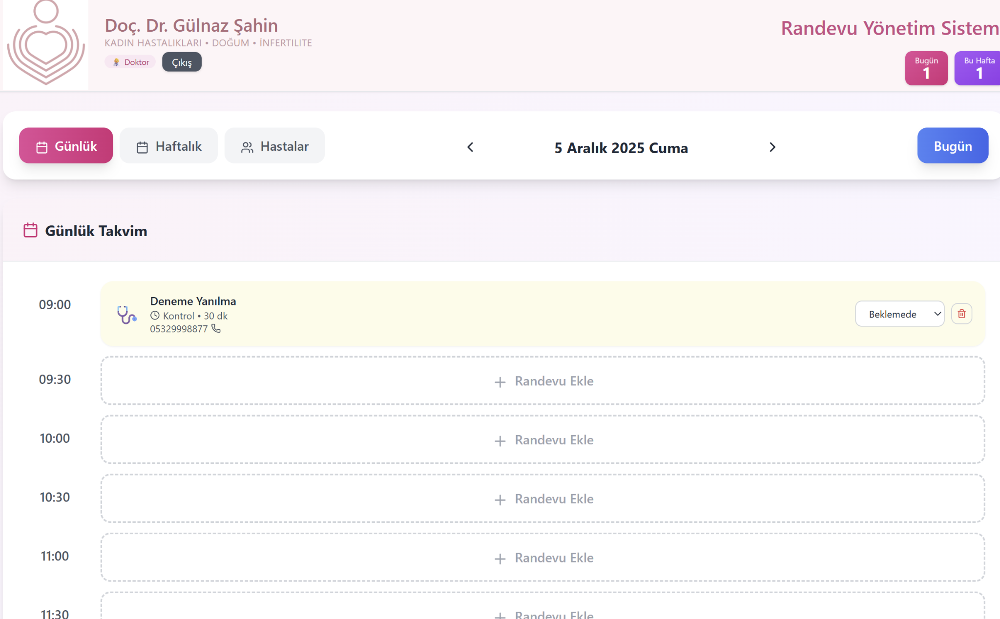 Doç. Dr. Gülnaz Şahin
KADIN HASTALIKLARI • DOĞUM • İNFERTILITE
Doktor
Çıkış
Randevu Yönetim Sistem
Bugün
1
Bu Hafta
1
Günlük
Haftalık
Hastalar
5 Aralık 2025 Cuma
Bugün
Günlük Takvim
09:00
Deneme Yanılma
Kontrol • 30 dk
05329998877
Beklemede
09:30
Randevu Ekle
10:00
Randevu Ekle
10:30
Randevu Ekle
11:00
Randevu Ekle
11:30
Randevu Ekle